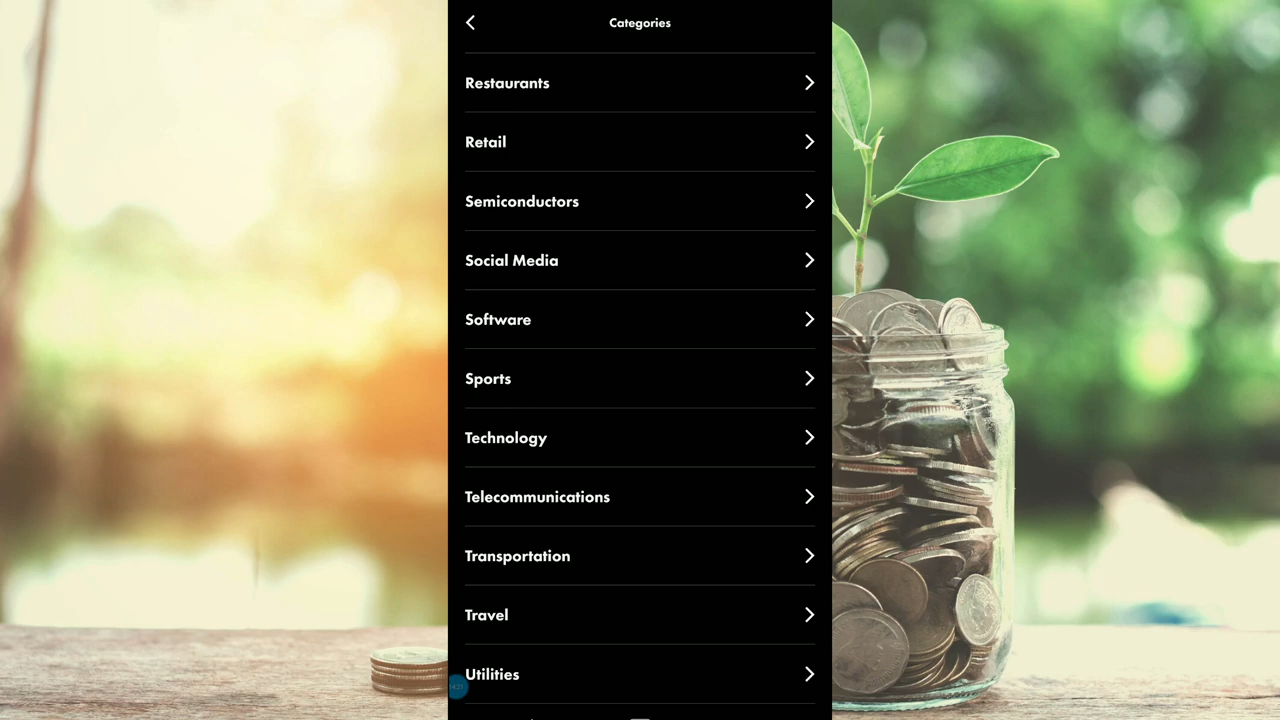 Categories
Restaurants
Retail
Semiconductors
Social Media
Software
Sports
Technology
Telecommunications
Transportation
Travel
Utilities